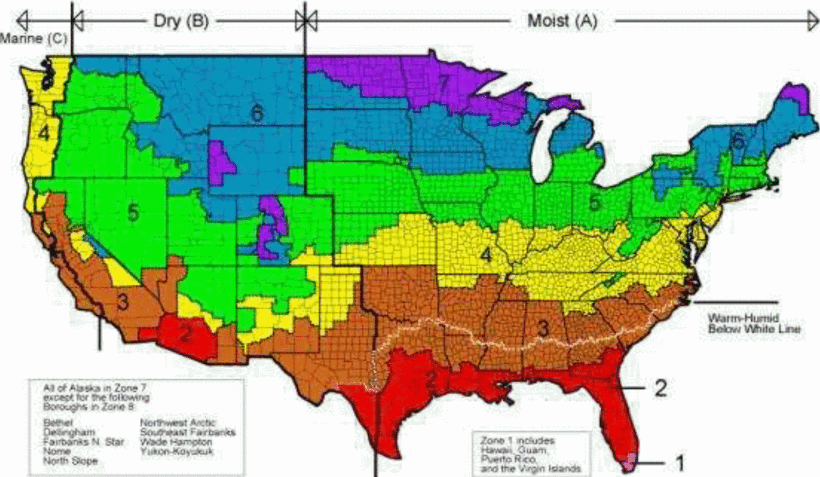 Dry (B)
Moist (A)
Marine (C)
7
6
6
4
5
5
4
3
3
2
2
Warm-Humid
Below White Line
2
1
All of Alaska in Zone 7
except for the following
Boroughs in Zone 8:
Bethel
Dellingham
Fairbanks N. Star
Nome
North Slope
Northwest Arctic
Southeast Fairbanks
Wade Hampton
Yukon-Koyukuk
Zone 1 includes
Hawaii, Guam,
Puerto Rico,
and the Virgin Islands